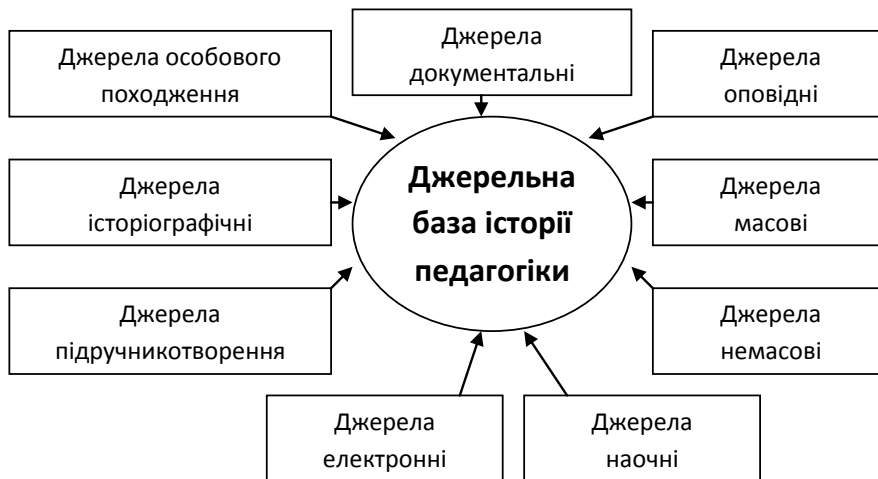 Джерела
документальні
Джерела особового
походження
Джерела
оповідні
Джерельна
база історії
педагогіки
Джерела
історіографічні
Джерела
масові
Джерела
підручникотворення
Джерела
немасові
Джерела
електронні
Джерела
наочні